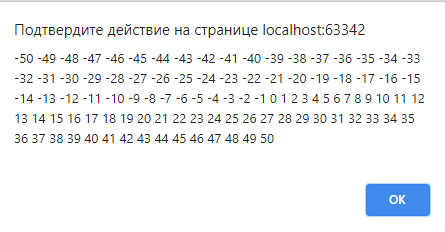 Подтвердите действие на странице localhost:63342
-50 -49 -48 -47 -46 -45 -44 -43 -42 -41 -40 -39 -38 -37 -36 -35 -34 -33
-32 -31 -30 -29 -28 -27 -26 -25 -24 -23 -22 -21 -20 -19 -18 -17 -16 -15
-14 -13 -12 -11 -10 -9 -8 -7 -6 -5 -4 -3 -2 -1 0 1 2 3 4 5 6 7 8 9 10 11 12
13 14 15 16 17 18 19 20 21 22 23 24 25 26 27 28 29 30 31 32 33 34 35
36 37 38 39 40 41 42 43 44 45 46 47 48 49 50
ОК